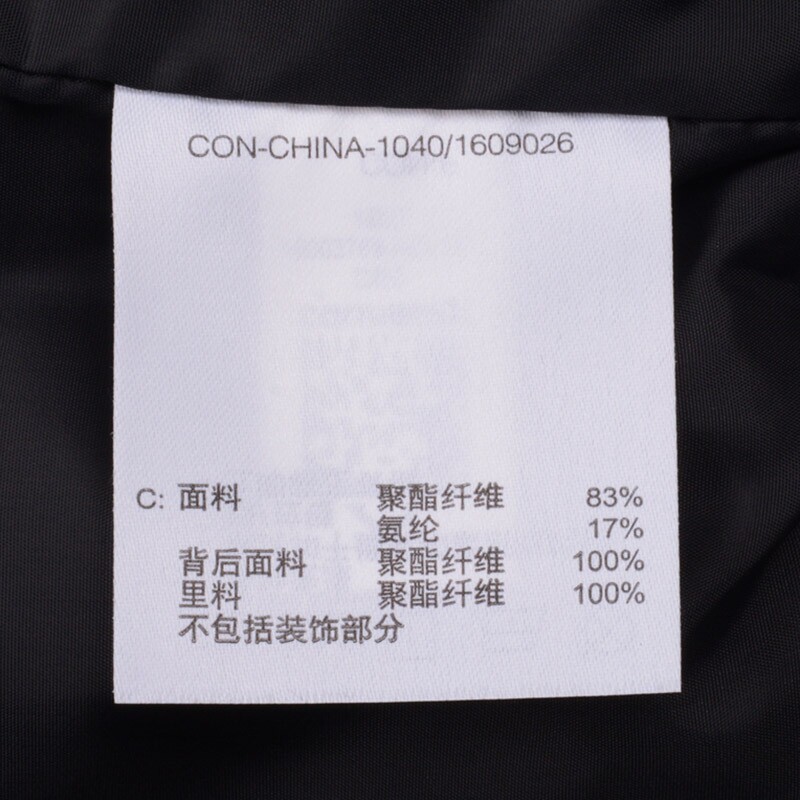 CON-CHINA-1040/1609026
C: 面料 聚酯纤维 83%
氨纶 17%
背后面料 聚酯纤维 100%
里料 聚酯纤维 100%
不包括装饰部分